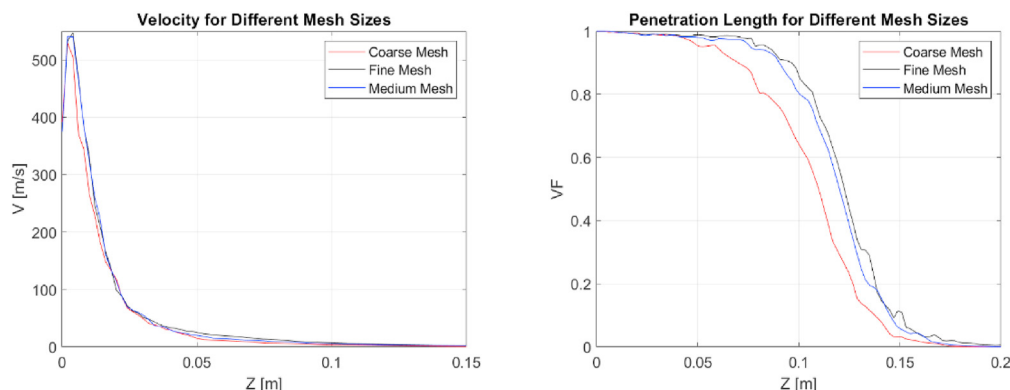 Velocity for Different Mesh Sizes
500
400
300
200
100
0
V [m/s]
Coarse Mesh
Fine Mesh
Medium Mesh
0
0.05
0.1
0.15
Z [m]
Penetration Length for Different Mesh Sizes
1
0.8
0.6
0.4
0.2
0
VF
Coarse Mesh
Fine Mesh
Medium Mesh
0
0.05
0.1
0.15
0.2
Z [m]